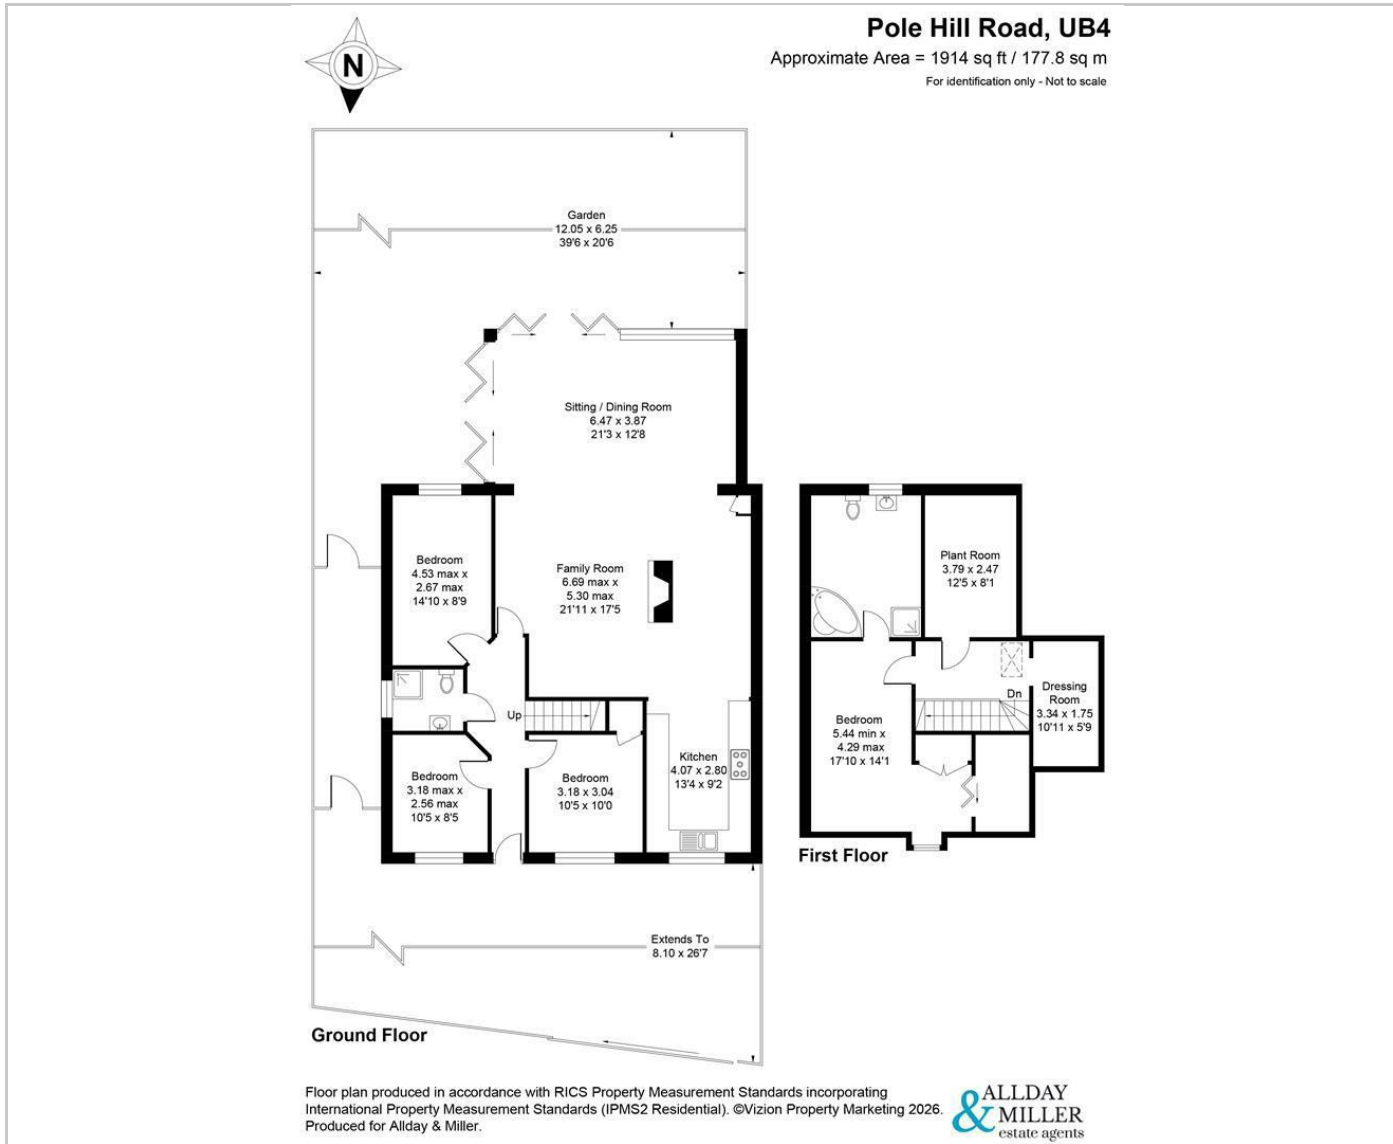 Pole Hill Road, UB4
Approximate Area = 1914 sq ft / 177.8 sq m
For identification only - Not to scale
N
Garden
12.05 x 6.25
39'6 x 20'6
Sitting / Dining Room
6.47 x 3.87
21'3 x 12'8
Bedroom
4.53 max x
2.67 max
14'10 x 8'9
Family Room
6.69 max x
5.30 max
21'11 x 17'5
Up
Bedroom
3.18 max x
2.56 max
10'5 x 8'5
Bedroom
3.18 x 3.04
10'5 x 10'0
Kitchen
4.07 x 2.80
13'4 x 9'2
Extends To
8.10 x 26'7
Ground Floor
Plant Room
3.79 x 2.47
12'5 x 8'1
Dn
Dressing
Room
3.34 x 1.75
10'11 x 5'9
Bedroom
5.44 min x
4.29 max
17'10 x 14'1
First Floor
Floor plan produced in accordance with RICS Property Measurement Standards incorporating
International Property Measurement Standards (IPMS2 Residential). ©Vizion Property Marketing 2026.
Produced for Allday & Miller.
ALLDAY
& MILLER
estate agents